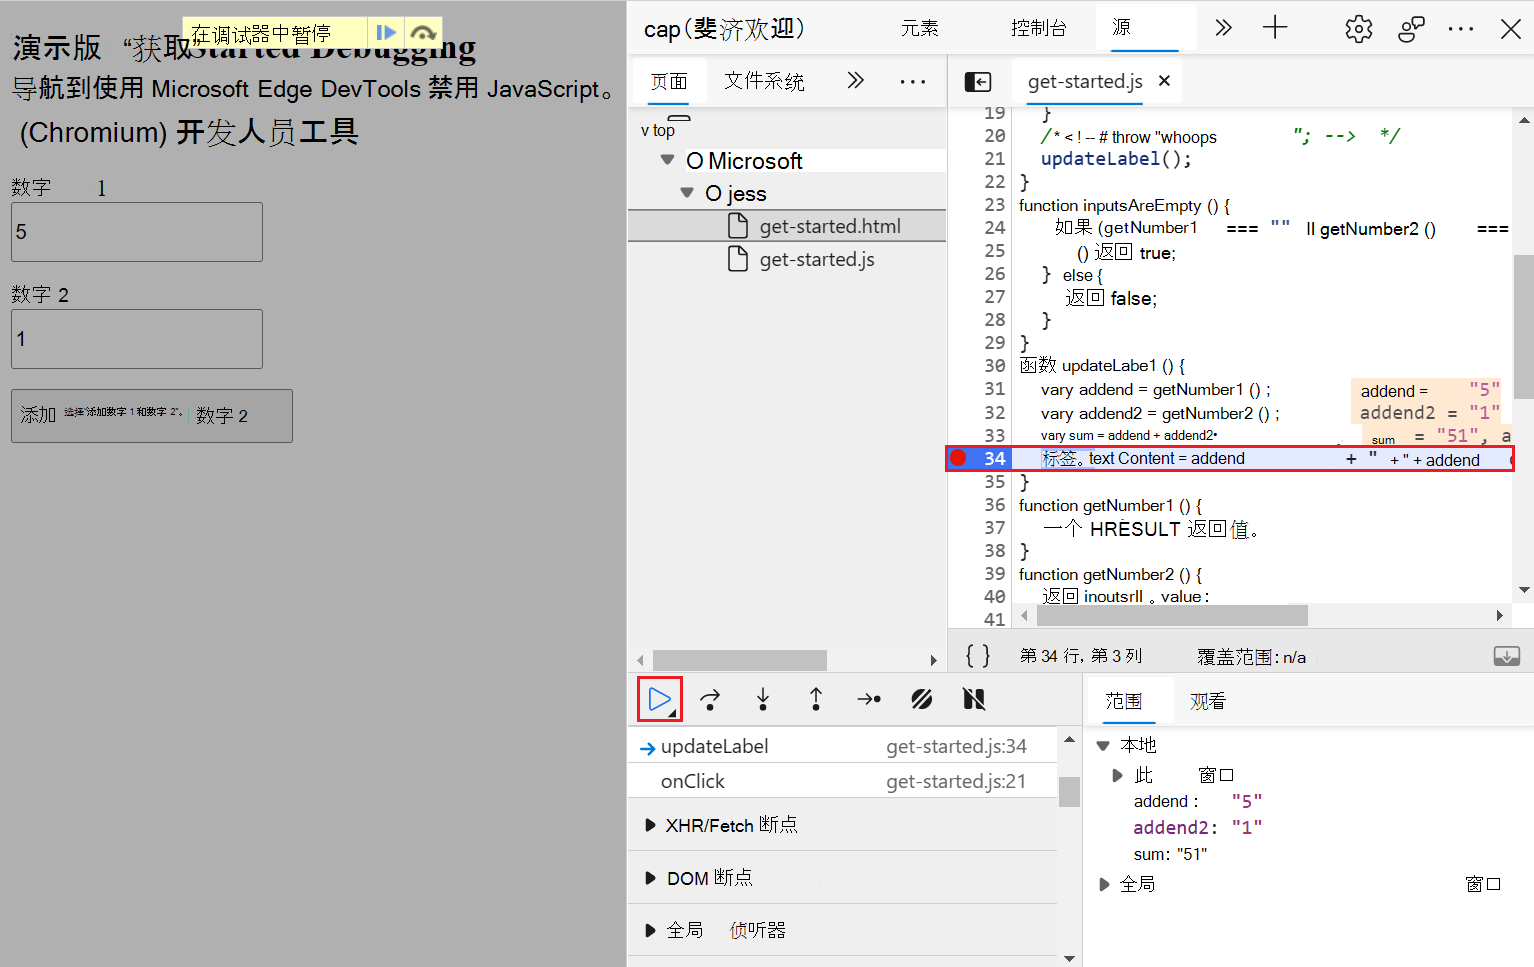 在调试器中暂停
演示版 “获取”Started Debugging
导航到使用 Microsoft Edge DevTools 禁用 JavaScript。
(Chromium) 开发人员工具
数字 1
5
数字 2
1
添加 选择"添加数字 1 和数字 2"。 数字 2
cap(斐济欢迎) 元素 控制台 源
页面 文件系统
v top
O Microsoft
O jess
get-started.html
get-started.js
get-started.js ×
19 }
20 /* < ! -- # throw "whoops "; --> */
21 updateLabel();
22 }
23 function inputsAreEmpty () {
24 如果 (getNumber1 === "" II getNumber2 () ===
25 () 返回 true;
26 } else {
27 返回 false;
28 }
29 }
30 函数 updateLabe1 () {
31 vary addend = getNumber1 () ; addend = "5"
32 vary addend2 = getNumber2 () ; addend2 = "1"
33 vary sum = addend + addend2• sum = "51", a
34 标签。text Content = addend + " + " + addend
35 }
36 function getNumber1 () {
37 一个 HRESULT 返回值。
38 }
39 function getNumber2 () {
40 返回 inoutsrII 。value :
41
{ } 第 34 行, 第 3 列 覆盖范围: n/a
updateLabel get-started.js:34
onClick get-started.js:21
XHR/Fetch 断点
DOM 断点
全局 侦听器
范围 观看
本地
此 窗口
addend : "5"
addend2: "1"
sum: "51"
全局 窗口